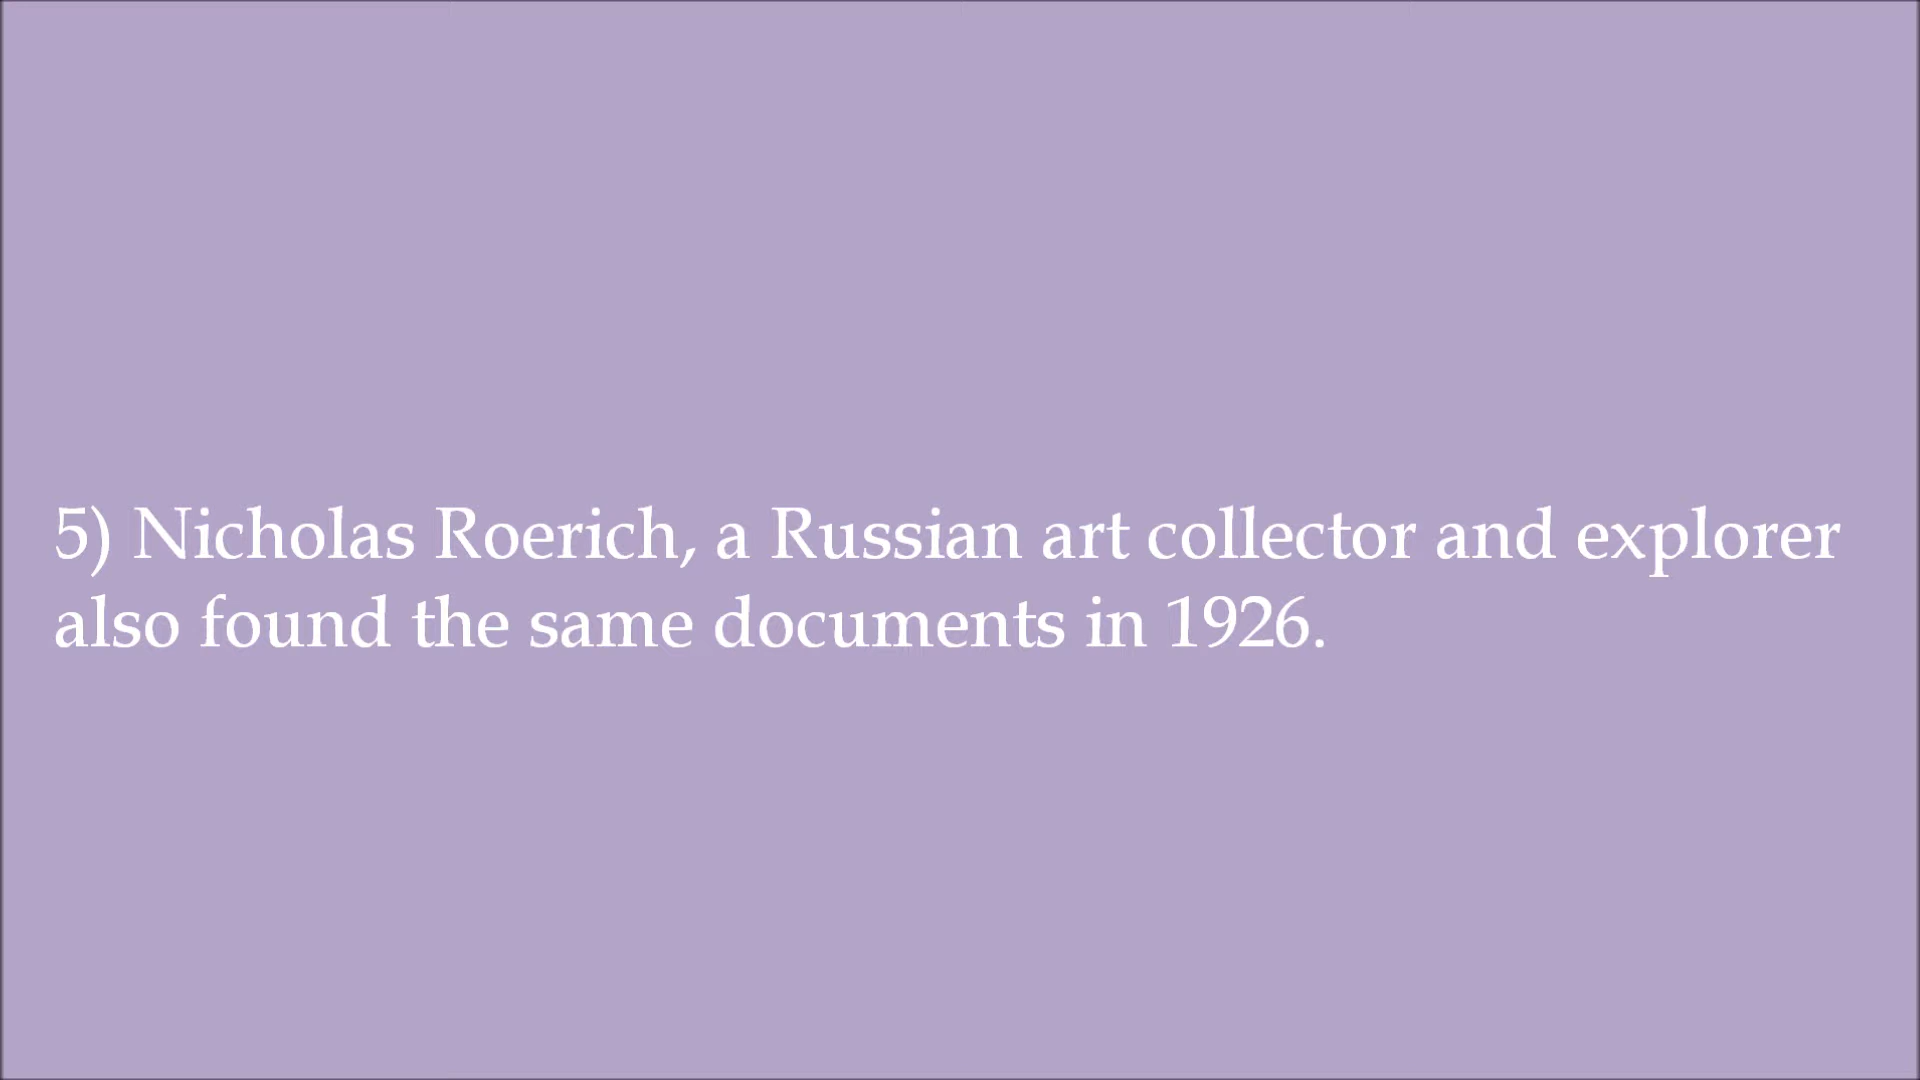 5) Nicholas Roerich, a Russian art collector and explorer
also found the same documents in 1926.